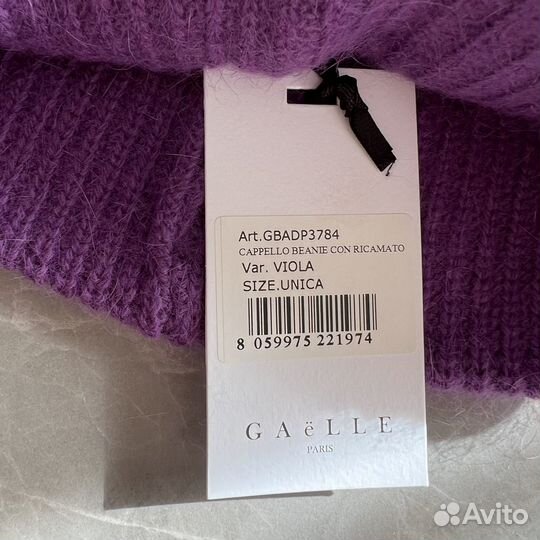 Art.GBADP3784
CAPPELLO BEANIE CON RICAMATO
Var. VIOLA
SIZE.UNICA
8 059975 221974
GAëLLE
PARIS
Avito